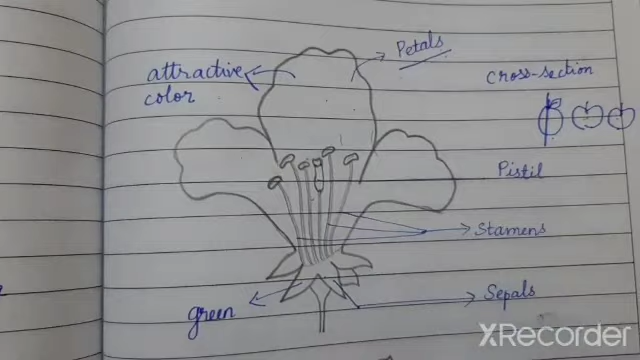 Petals
attractive
color
cross-section
Pistil
Stamens
Sepals
green
XRecorder